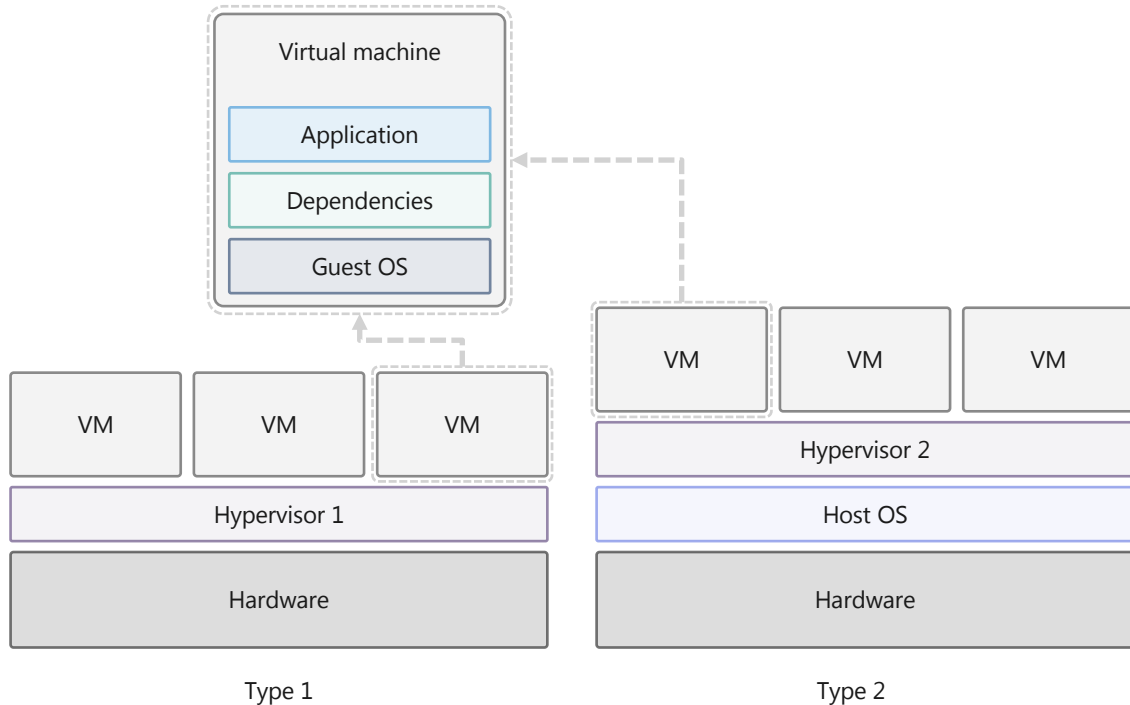 Virtual machine
Application
Dependencies
Guest OS
VM
VM
VM
Hypervisor 1
Hardware
Type 1
VM
VM
VM
Hypervisor 2
Host OS
Hardware
Type 2